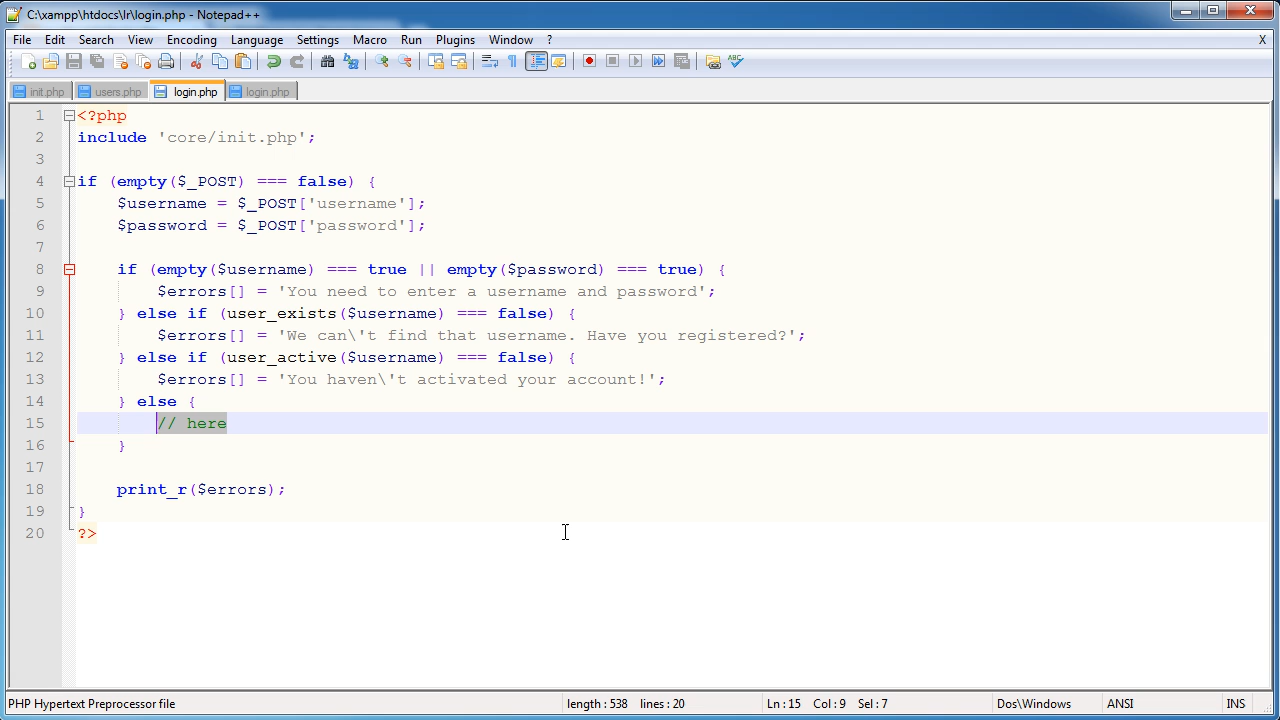 C:\xampp\htdocs\lr\login.php - Notepad++
File Edit Search View Encoding Language Settings Macro Run Plugins Window ? X
init.php users.php login.php login.php
1 <?php
2 include 'core/init.php';
3
4 if (empty($_POST) === false) {
5 $username = $_POST['username'];
6 $password = $_POST['password'];
7
8 if (empty($username) === true || empty($password) === true) {
9 $errors[] = 'You need to enter a username and password';
10 } else if (user_exists($username) === false) {
11 $errors[] = 'We can\'t find that username. Have you registered?';
12 } else if (user_active($username) === false) {
13 $errors[] = 'You haven\'t activated your account!';
14 } else {
15 // here
16 }
17
18 print_r($errors);
19 }
20 ?>
PHP Hypertext Preprocessor file length : 538 lines : 20 Ln : 15 Col : 9 Sel : 7 Dos\Windows ANSI INS